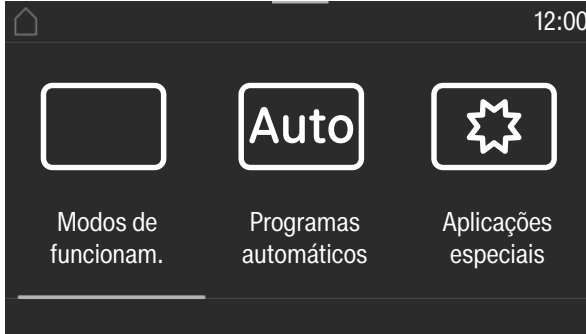 12:00
Auto
Modos de
funcionam.
Programas
automáticos
Aplicações
especiais